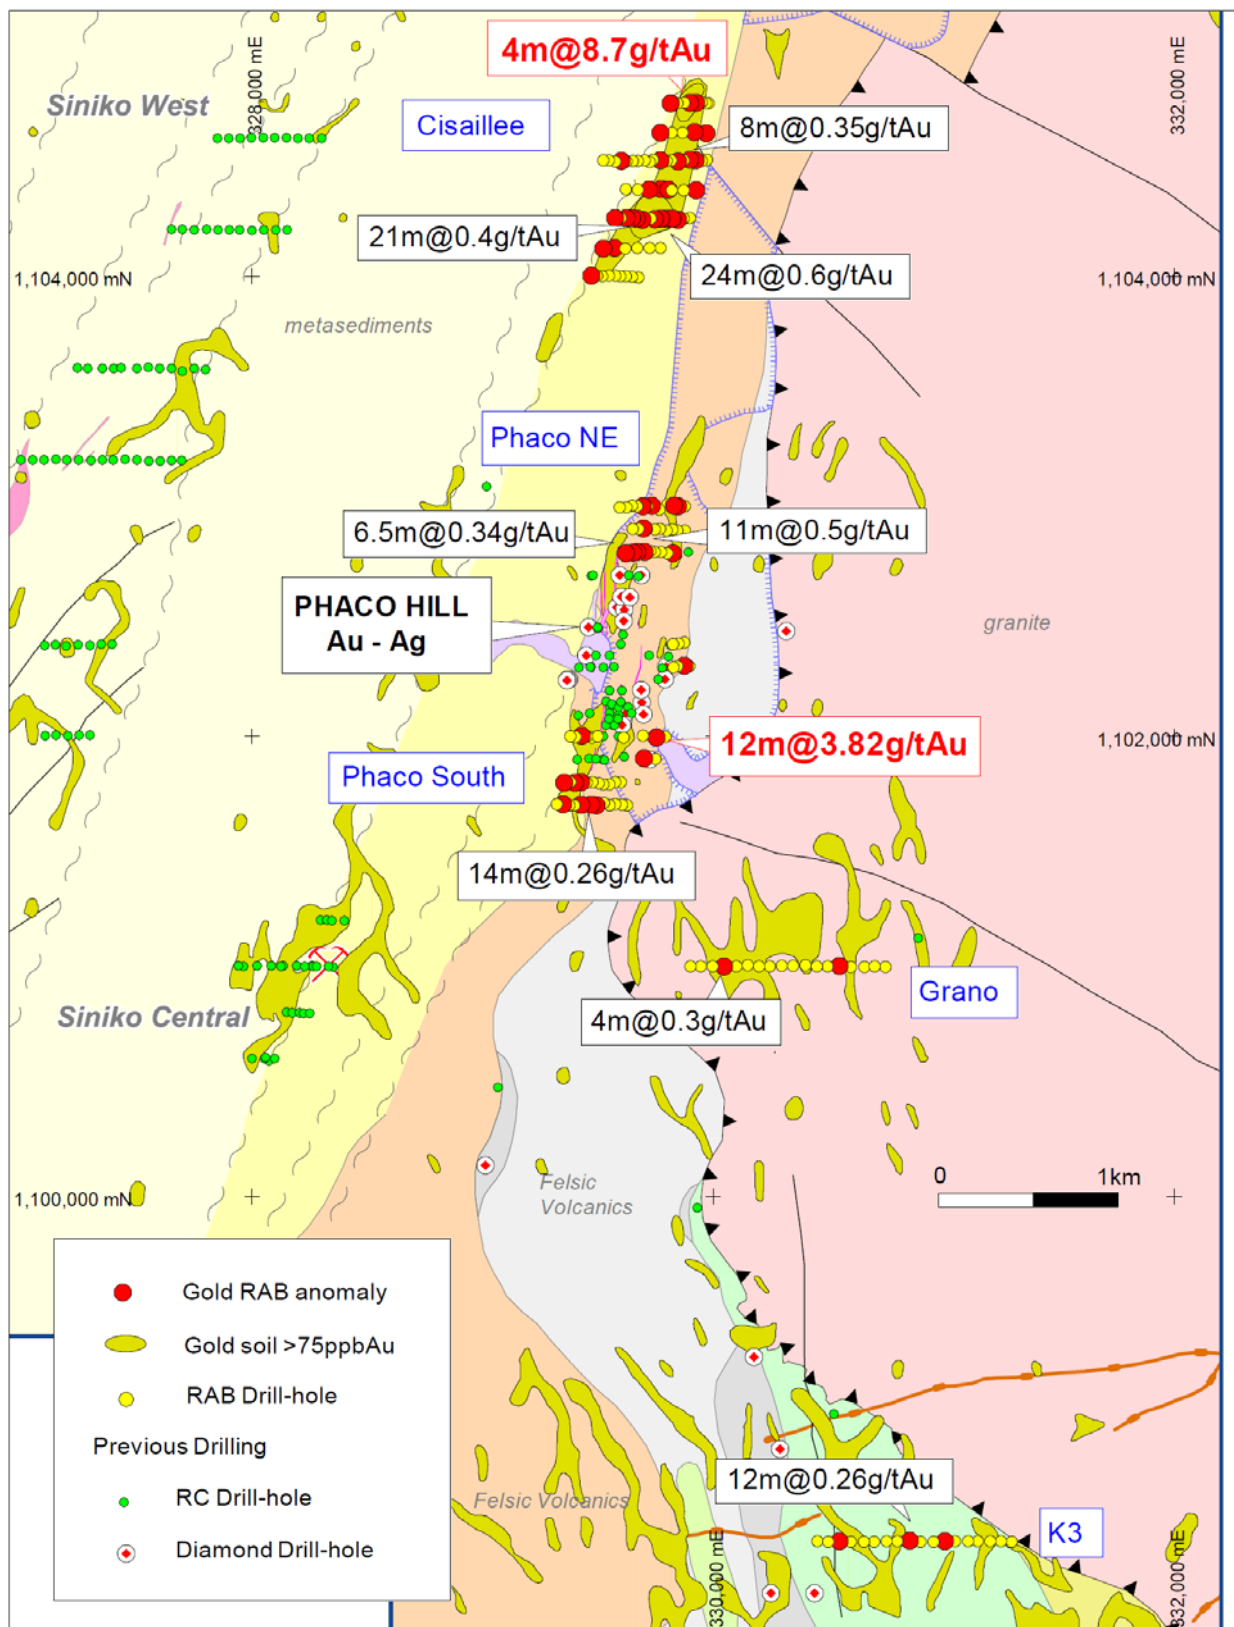 4m@8.7g/tAu
328,000 mE
332,000 mE
Siniko West
Cisaillee
8m@0.35g/tAu
21m@0.4g/tAu
24m@0.6g/tAu
1,104,000 mN
1,104,000 mN
metasediments
Phaco NE
6.5m@0.34g/tAu
11m@0.5g/tAu
PHACO HILL
Au - Ag
granite
12m@3.82g/tAu
1,102,000 mN
Phaco South
14m@0.26g/tAu
Grano
4m@0.3g/tAu
Siniko Central
Felsic
Volcanics
0
1km
1,100,000 mN
Gold RAB anomaly
Gold soil >75ppbAu
RAB Drill-hole
Previous Drilling
RC Drill-hole
Diamond Drill-hole
12m@0.26g/tAu
Felsic Volcanics
K3
330,000 mE
332,000 mE